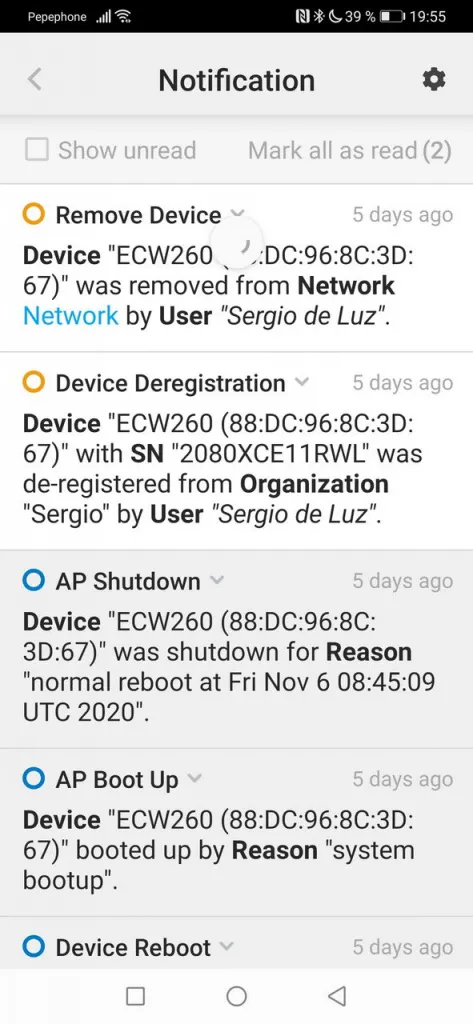 Pepephone 39 % 19:55
Notification
Show unread Mark all as read (2)
Remove Device 5 days ago
Device "ECW260 :DC:96:8C:3D:
67)" was removed from Network
Network by User "Sergio de Luz".
Device Deregistration 5 days ago
Device "ECW260 (88:DC:96:8C:3D:
67)" with SN "2080XCE11RWL" was
de-registered from Organization
"Sergio" by User "Sergio de Luz".
AP Shutdown 5 days ago
Device "ECW260 (88:DC:96:8C:
3D:67)" was shutdown for Reason
"normal reboot at Fri Nov 6 08:45:09
UTC 2020".
AP Boot Up 5 days ago
Device "ECW260 (88:DC:96:8C:3D:
67)" booted up by Reason "system
bootup".
Device Reboot 5 days ago